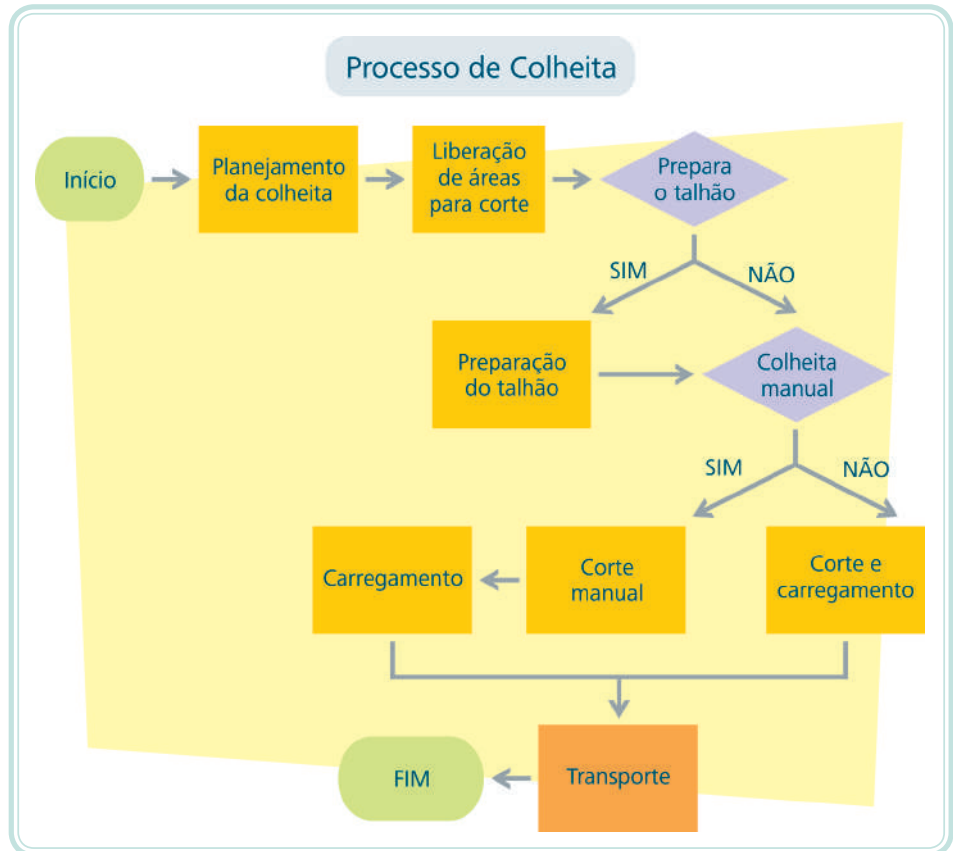 Processo de Colheita
Início
Planejamento
da colheita
Liberação
de áreas
para corte
Prepara
o talhão
SIM
NÃO
Preparação
do talhão
Colheita
manual
SIM
NÃO
Carregamento
Corte
manual
Corte e
carregamento
FIM
Transporte